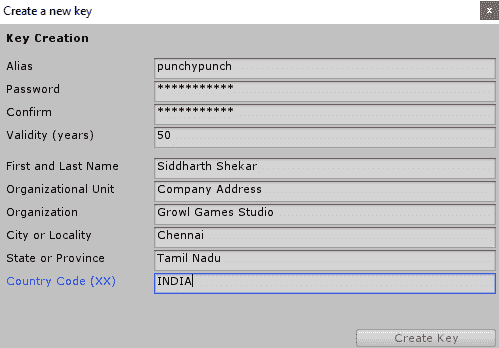 Create a new key
x
Key Creation
Alias punchypunch
Password ***********
Confirm ***********
Validity (years) 50
First and Last Name Siddharth Shekar
Organizational Unit Company Address
Organization Growl Games Studio
City or Locality Chennai
State or Province Tamil Nadu
Country Code (XX) INDIA
Create Key